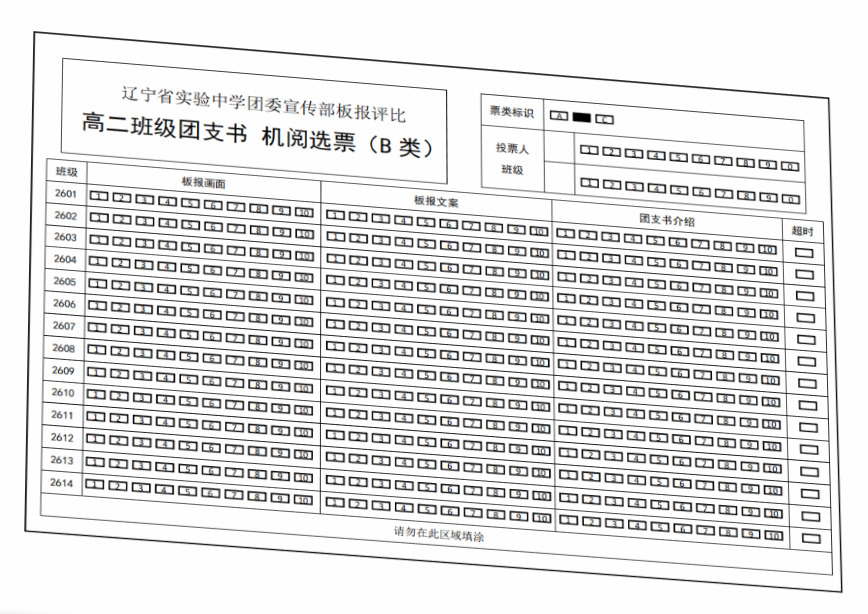 辽宁省实验中学团委宣传部板报评比
高二班级团支书 机阅选票（B 类）
票类标识 A C
投票人
班级
1 2 3 4 5 6 7 8 9 0
1 2 3 4 5 6 7 8 9 0
班级 板报画面 板报文案 团支书介绍 超时
2601 1 2 3 4 5 6 7 8 9 10 1 2 3 4 5 6 7 8 9 10 1 2 3 4 5 6 7 8 9 10
2602 1 2 3 4 5 6 7 8 9 10 1 2 3 4 5 6 7 8 9 10 1 2 3 4 5 6 7 8 9 10
2603 1 2 3 4 5 6 7 8 9 10 1 2 3 4 5 6 7 8 9 10 1 2 3 4 5 6 7 8 9 10
2604 1 2 3 4 5 6 7 8 9 10 1 2 3 4 5 6 7 8 9 10 1 2 3 4 5 6 7 8 9 10
2605 1 2 3 4 5 6 7 8 9 10 1 2 3 4 5 6 7 8 9 10 1 2 3 4 5 6 7 8 9 10
2606 1 2 3 4 5 6 7 8 9 10 1 2 3 4 5 6 7 8 9 10 1 2 3 4 5 6 7 8 9 10
2607 1 2 3 4 5 6 7 8 9 10 1 2 3 4 5 6 7 8 9 10 1 2 3 4 5 6 7 8 9 10
2608 1 2 3 4 5 6 7 8 9 10 1 2 3 4 5 6 7 8 9 10 1 2 3 4 5 6 7 8 9 10
2609 1 2 3 4 5 6 7 8 9 10 1 2 3 4 5 6 7 8 9 10 1 2 3 4 5 6 7 8 9 10
2610 1 2 3 4 5 6 7 8 9 10 1 2 3 4 5 6 7 8 9 10 1 2 3 4 5 6 7 8 9 10
2611 1 2 3 4 5 6 7 8 9 10 1 2 3 4 5 6 7 8 9 10 1 2 3 4 5 6 7 8 9 10
2612 1 2 3 4 5 6 7 8 9 10 1 2 3 4 5 6 7 8 9 10 1 2 3 4 5 6 7 8 9 10
2613 1 2 3 4 5 6 7 8 9 10 1 2 3 4 5 6 7 8 9 10 1 2 3 4 5 6 7 8 9 10
2614 1 2 3 4 5 6 7 8 9 10 1 2 3 4 5 6 7 8 9 10 1 2 3 4 5 6 7 8 9 10
请勿在此区域填涂